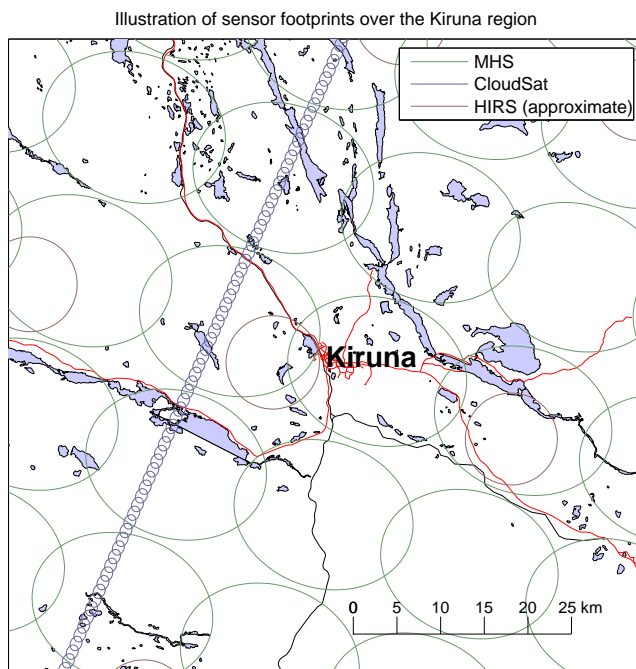 Illustration of sensor footprints over the Kiruna region
MHS
CloudSat
HIRS (approximate)
Kiruna
0 5 10 15 20 25 km